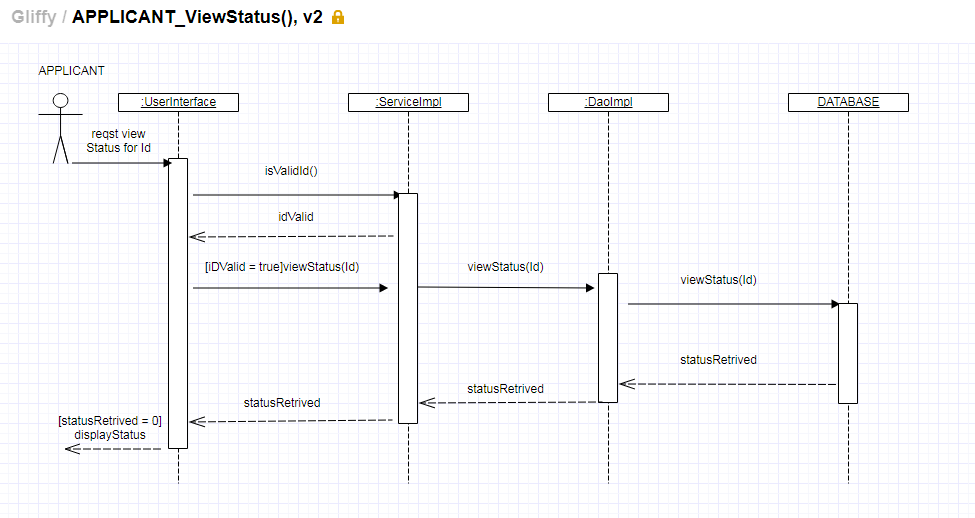 Gliffy / APPLICANT_ViewStatus(), v2
APPLICANT
:UserInterface
:ServiceImpl
:DaoImpl
DATABASE
reqst view
Status for Id
isValidId()
idValid
[iDValid = true]viewStatus(Id)
viewStatus(Id)
viewStatus(Id)
statusRetrived
statusRetrived
statusRetrived
[statusRetrived = 0]
displayStatus